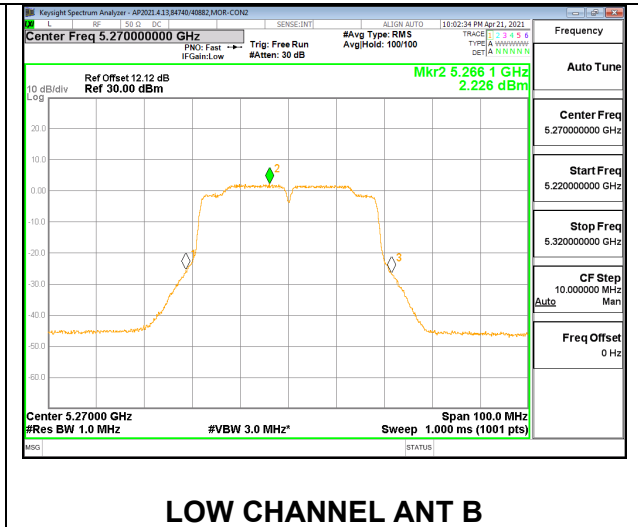 Keysight Spectrum Analyzer - AP2021.4.13,84740/40882,MOR-CON2
L RF 50 Ω DC SENSE:INT ALIGN AUTO 10:02:34 PM Apr 21, 2021
Center Freq 5.270000000 GHz
PNO: Fast
IFGain:Low
Trig: Free Run
#Atten: 30 dB
#Avg Type: RMS
Avg|Hold: 100/100
TRACE 1 2 3 4 5 6
TYPE A WWWWW
DET A N N N N N
Ref Offset 12.12 dB
Ref 30.00 dBm
10 dB/div
Log
Mkr2 5.266 1 GHz
2.226 dBm
20.0
10.0
0.00
-10.0
-20.0
-30.0
-40.0
-50.0
-60.0
2
3
Center 5.27000 GHz
Span 100.0 MHz
#Res BW 1.0 MHz
#VBW 3.0 MHz*
Sweep 1.000 ms (1001 pts)
MSG
STATUS
Frequency
Auto Tune
Center Freq
5.270000000 GHz
Start Freq
5.220000000 GHz
Stop Freq
5.320000000 GHz
CF Step
10.000000 MHz
Auto Man
Freq Offset
0 Hz
LOW CHANNEL ANT B